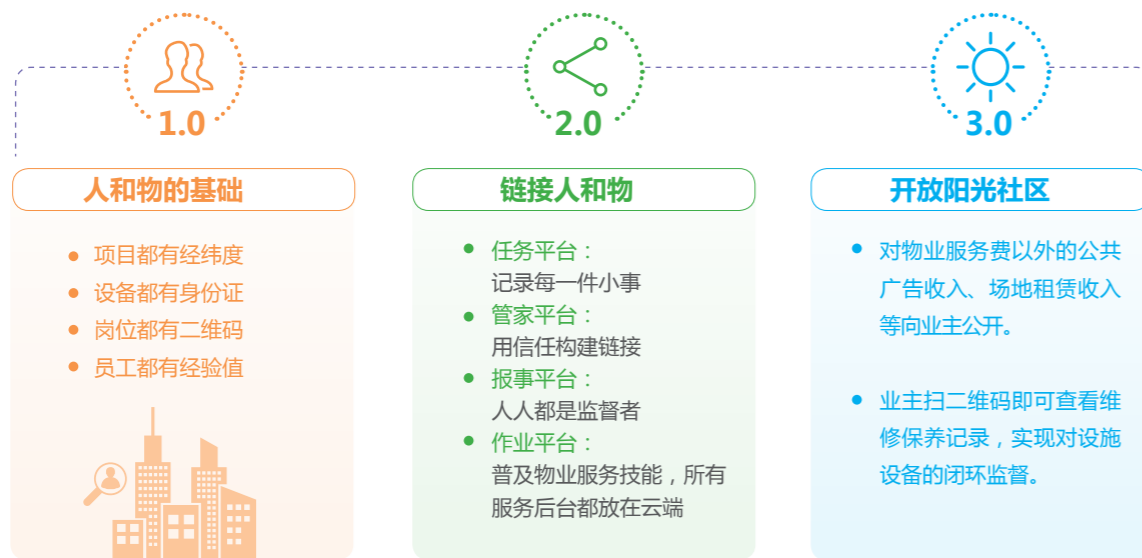 1.0
人和物的基础
项目都有经纬度
设备都有身份证
岗位都有二维码
员工都有经验值
2.0
链接人和物
任务平台：
记录每一件小事
管家平台：
用信任构建链接
报事平台：
人人都是监督者
作业平台：
普及物业服务技能，所有
服务后台都放在云端
3.0
开放阳光社区
对物业服务费以外的公共
广告收入、场地租赁收入
等向业主公开。
业主扫二维码即可查看维
修保养记录，实现对设施
设备的闭环监督。